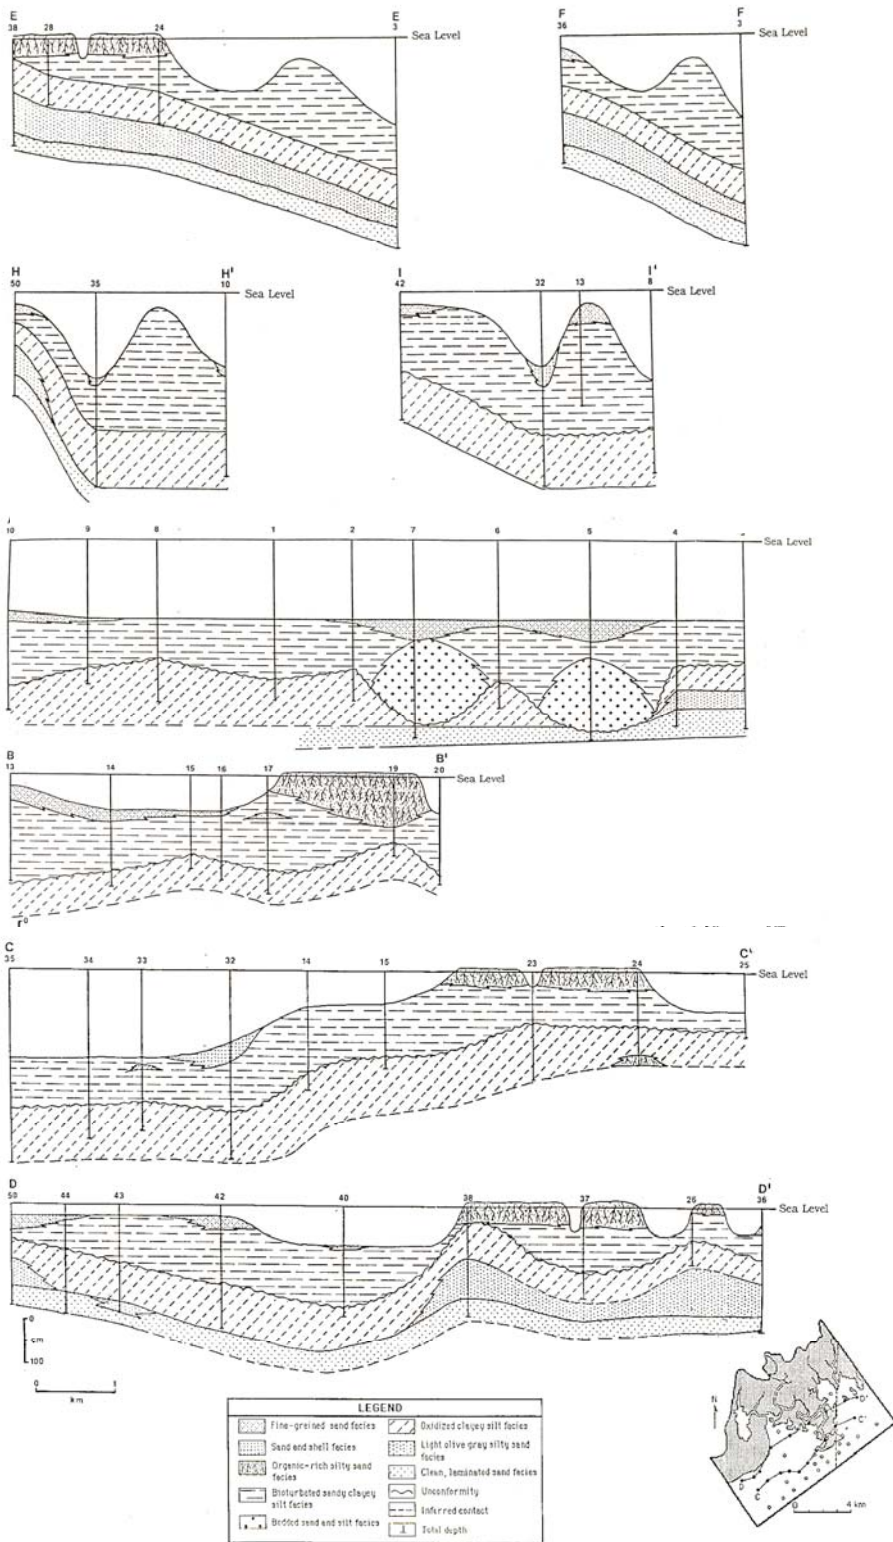 E E F F
38 28 24 3 Sea Level 36 3 Sea Level
H H' I I'
50 35 10 Sea Level 42 32 13 8 Sea Level
10 9 8 1 2 7 6 5 4 Sea Level
B B'
13 14 15 16 17 19 20 Sea Level
C C'
35 34 33 32 14 15 23 24 25 Sea Level
D D'
50 44 43 42 40 38 37 26 36 Sea Level
0
cm
100
0 1
km
N
D'
C'
D C
0 4 km
LEGEND
Fine-grained sand facies
Sand and shell facies
Organic-rich silty sand
facies
Bioturbated sandy clayey
silt facies
Bedded sand and silt facies
Oxidized clayey silt facies
Light olive gray silty sand
facies
Clean, laminated sand facies
Unconformity
Inferred contact
Total depth